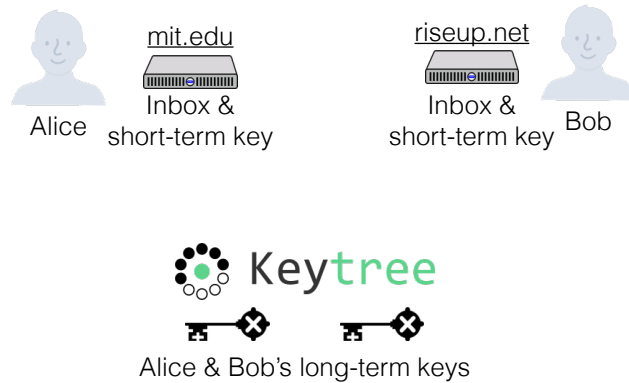 mit.edu
riseup.net
Inbox &
short-term key
Inbox &
short-term key
Alice
Bob
Keytree
Alice & Bob's long-term keys